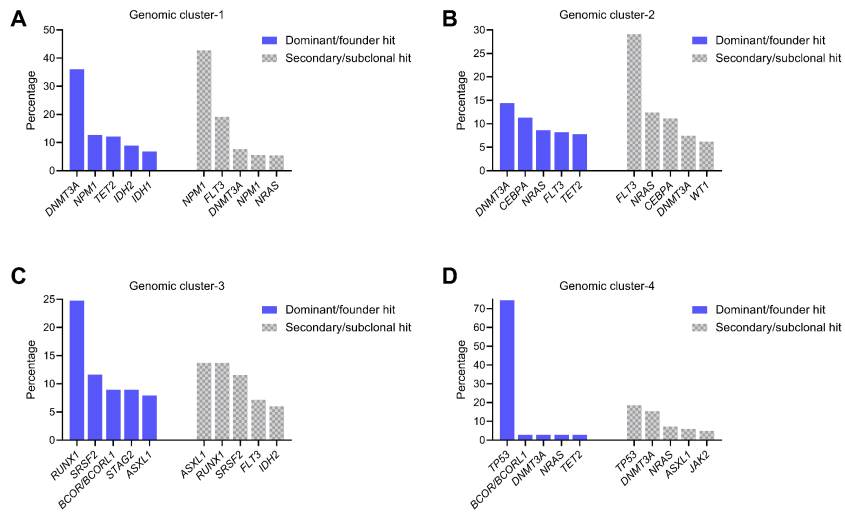 A
Genomic cluster-1
Percentage
50
40
30
20
10
0
Dominant/founder hit
Secondary/subclonal hit
DNMT3A
NPM1
TET2
IDH2
IDH1
NPM1
FLT3
DNMT3A
NPM1
NRAS
B
Genomic cluster-2
Percentage
30
25
20
15
10
5
0
Dominant/founder hit
Secondary/subclonal hit
DNMT3A
CEBPA
NRAS
FLT3
TET2
FLT3
NRAS
CEBPA
DNMT3A
WT1
C
Genomic cluster-3
Percentage
25
20
15
10
5
0
Dominant/founder hit
Secondary/subclonal hit
RUNX1
SRSF2
BCOR/BCORL1
STAG2
ASXL1
ASXL1
RUNX1
SRSF2
FLT3
IDH2
D
Genomic cluster-4
Percentage
70
60
50
40
30
20
10
0
Dominant/founder hit
Secondary/subclonal hit
TP53
BCOR/BCORL1
DNMT3A
NRAS
TET2
TP53
DNMT3A
NRAS
ASXL1
JAK2